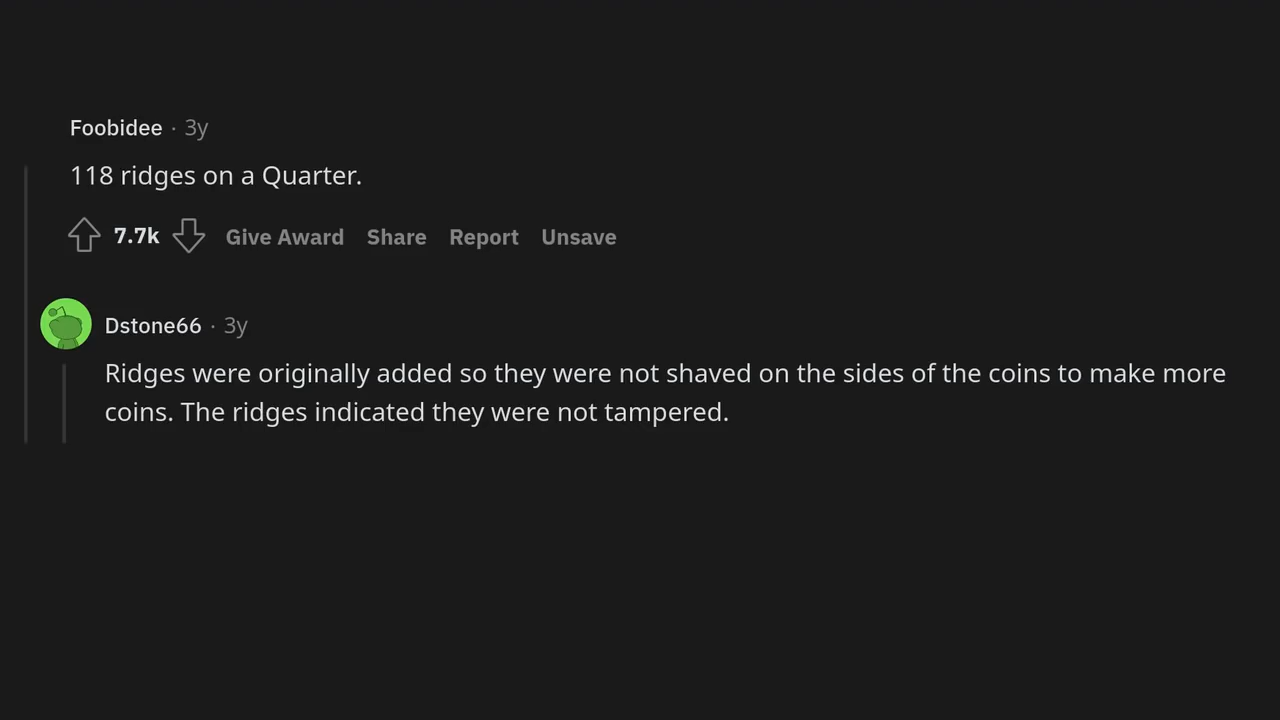 Foobidee · 3y
118 ridges on a Quarter.
7.7k Give Award Share Report Unsave
Dstone66 · 3y
Ridges were originally added so they were not shaved on the sides of the coins to make more
coins. The ridges indicated they were not tampered.